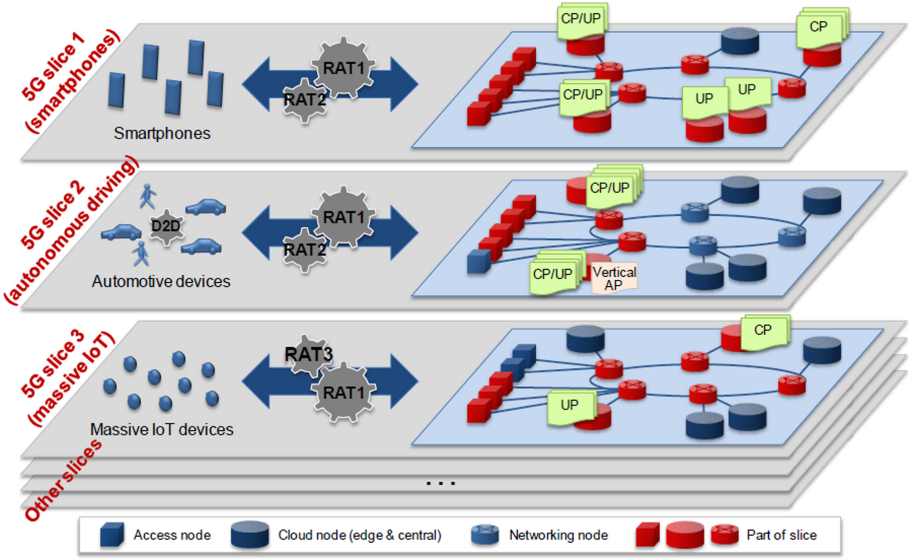 5G slice 1
(smartphones)
Smartphones
RAT1
RAT2
CP/UP
CP/UP
CP
UP
UP
5G slice 2
(autonomous driving)
D2D
Automotive devices
RAT1
RAT2
CP/UP
CP/UP
Vertical
AP
5G slice 3
(massive IoT)
Massive IoT devices
RAT3
RAT1
CP
UP
Other slices
...
Access node
Cloud node (edge & central)
Networking node
Part of slice